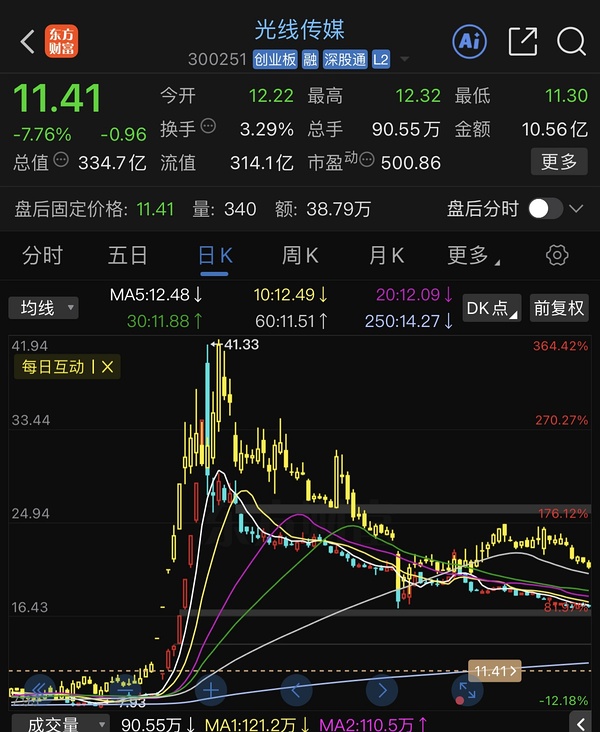 东方财富
光线传媒
Ai
300251 创业板 融 深股通 L2
11.41 今开 12.22 最高 12.32 最低 11.30
-7.76% -0.96 换手 3.29% 总手 90.55万 金额 10.56亿
总值 334.7亿 流值 314.1亿 市盈动 500.86 更多
盘后固定价格: 11.41 量: 340 额: 38.79万 盘后分时
分时 五日 日K 周K 月K 更多
均线 MA5:12.48↓ 10:12.49↓ 20:12.09↓ DK点 前复权
30:11.88↑ 60:11.51↑ 250:14.27↓
41.94 41.33 364.42%
每日互动 X
33.44 270.27%
24.94 176.12%
16.43 81.97%
11.41
7.93 -12.18%
成交量 90.55万↓ MA1:121.2万↓ MA2:110.5万↑